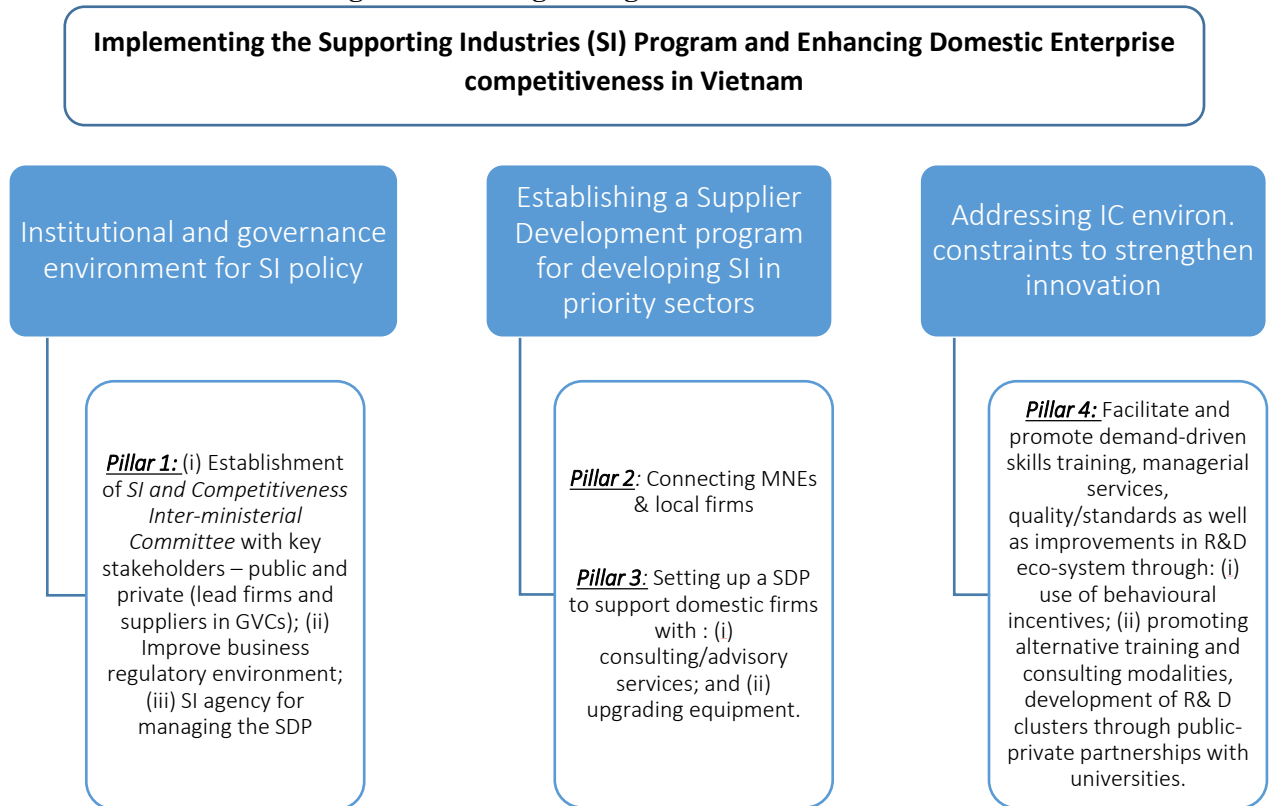 Implementing the Supporting Industries (SI) Program and Enhancing Domestic Enterprise
competitiveness in Vietnam
Institutional and governance
environment for SI policy
Pillar 1: (i) Establishment
of SI and Competitiveness
Inter-ministerial
Committee with key
stakeholders – public and
private (lead firms and
suppliers in GVCs); (ii)
Improve business
regulatory environment;
(iii) SI agency for
managing the SDP
Establishing a Supplier
Development program
for developing SI in
priority sectors
Pillar 2: Connecting MNEs
& local firms
Pillar 3: Setting up a SDP
to support domestic firms
with : (i)
consulting/advisory
services; and (ii)
upgrading equipment.
Addressing IC environ.
constraints to strengthen
innovation
Pillar 4: Facilitate and
promote demand-driven
skills training, managerial
services,
quality/standards as well
as improvements in R&D
eco-system through: (i)
use of behavioural
incentives; (ii) promoting
alternative training and
consulting modalities,
development of R& D
clusters through public-
private partnerships with
universities.